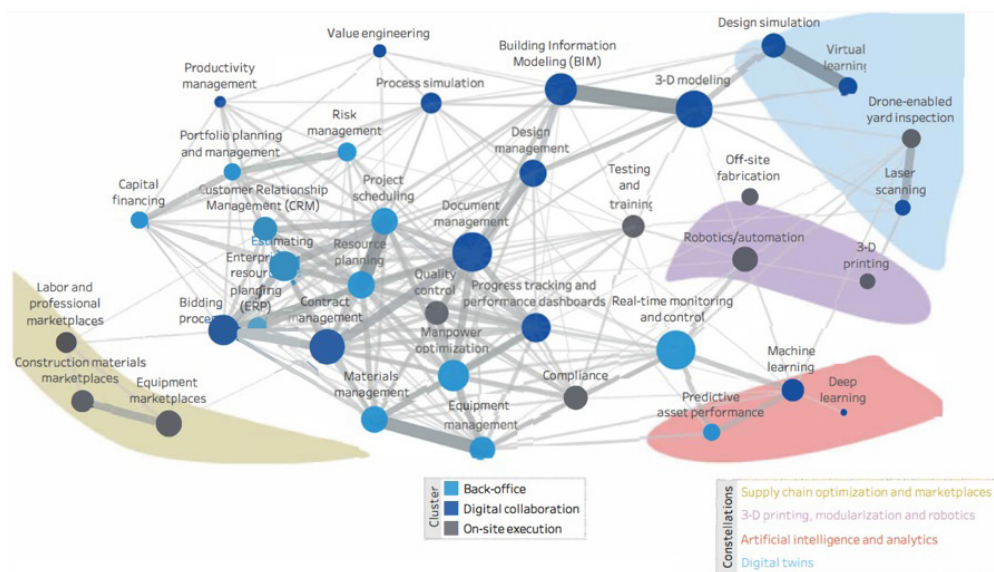 Design simulation
Value engineering
Building Information
Modeling (BIM)
Virtual
learning
Productivity
management
Process simulation
3-D modeling
Drone-enabled
yard inspection
Risk
management
Portfolio planning
and management
Design
management
Testing
and
training
Off-site
fabrication
Laser
scanning
Capital
financing
Customer Relationship
Management (CRM)
Project
scheduling
Document
management
Robotics/automation
3-D
printing
Estimating
Enterprise
resource
planning
(ERP)
Resource
planning
Quality
control
Progress tracking and
performance dashboards
Real-time monitoring
and control
Labor and
professional
marketplaces
Bidding
process
Contract
management
Manpower
optimization
Machine
learning
Construction materials
marketplaces
Equipment
marketplaces
Materials
management
Compliance
Deep
learning
Equipment
management
Predictive
asset performance
Cluster
Back-office
Digital collaboration
On-site execution
Constellations
Supply chain optimization and marketplaces
3-D printing, modularization and robotics
Artificial intelligence and analytics
Digital twins